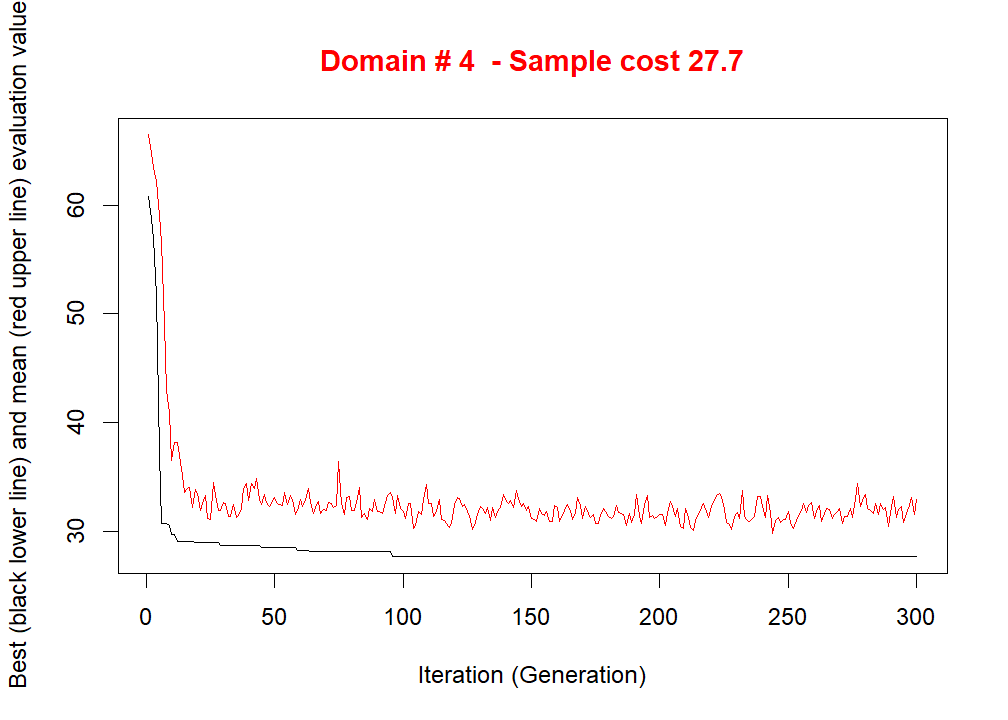 Domain # 4  - Sample cost 27.7
Best (black lower line) and mean (red upper line) evaluation value
60
50
40
30
0 50 100 150 200 250 300
Iteration (Generation)